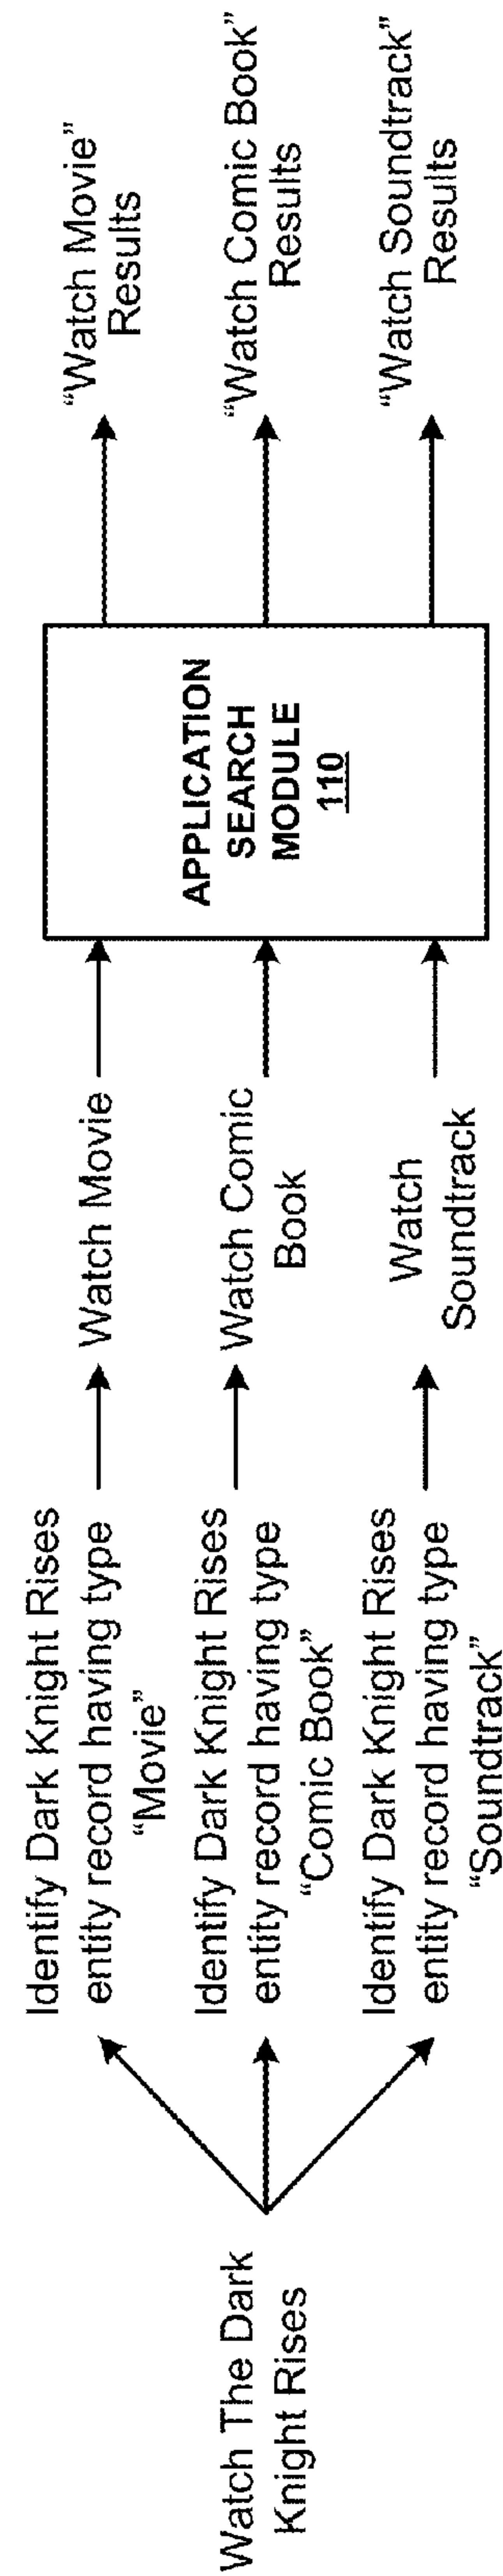 Watch The Dark
Knight Rises
Identify Dark Knight Rises
entity record having type
“Movie”
Identify Dark Knight Rises
entity record having type
“Comic Book”
Identify Dark Knight Rises
entity record having type
“Soundtrack”
Watch Movie
Watch Comic
Book
Watch
Soundtrack
APPLICATION
SEARCH
MODULE
110
“Watch Movie”
Results
“Watch Comic Book”
Results
“Watch Soundtrack”
Results